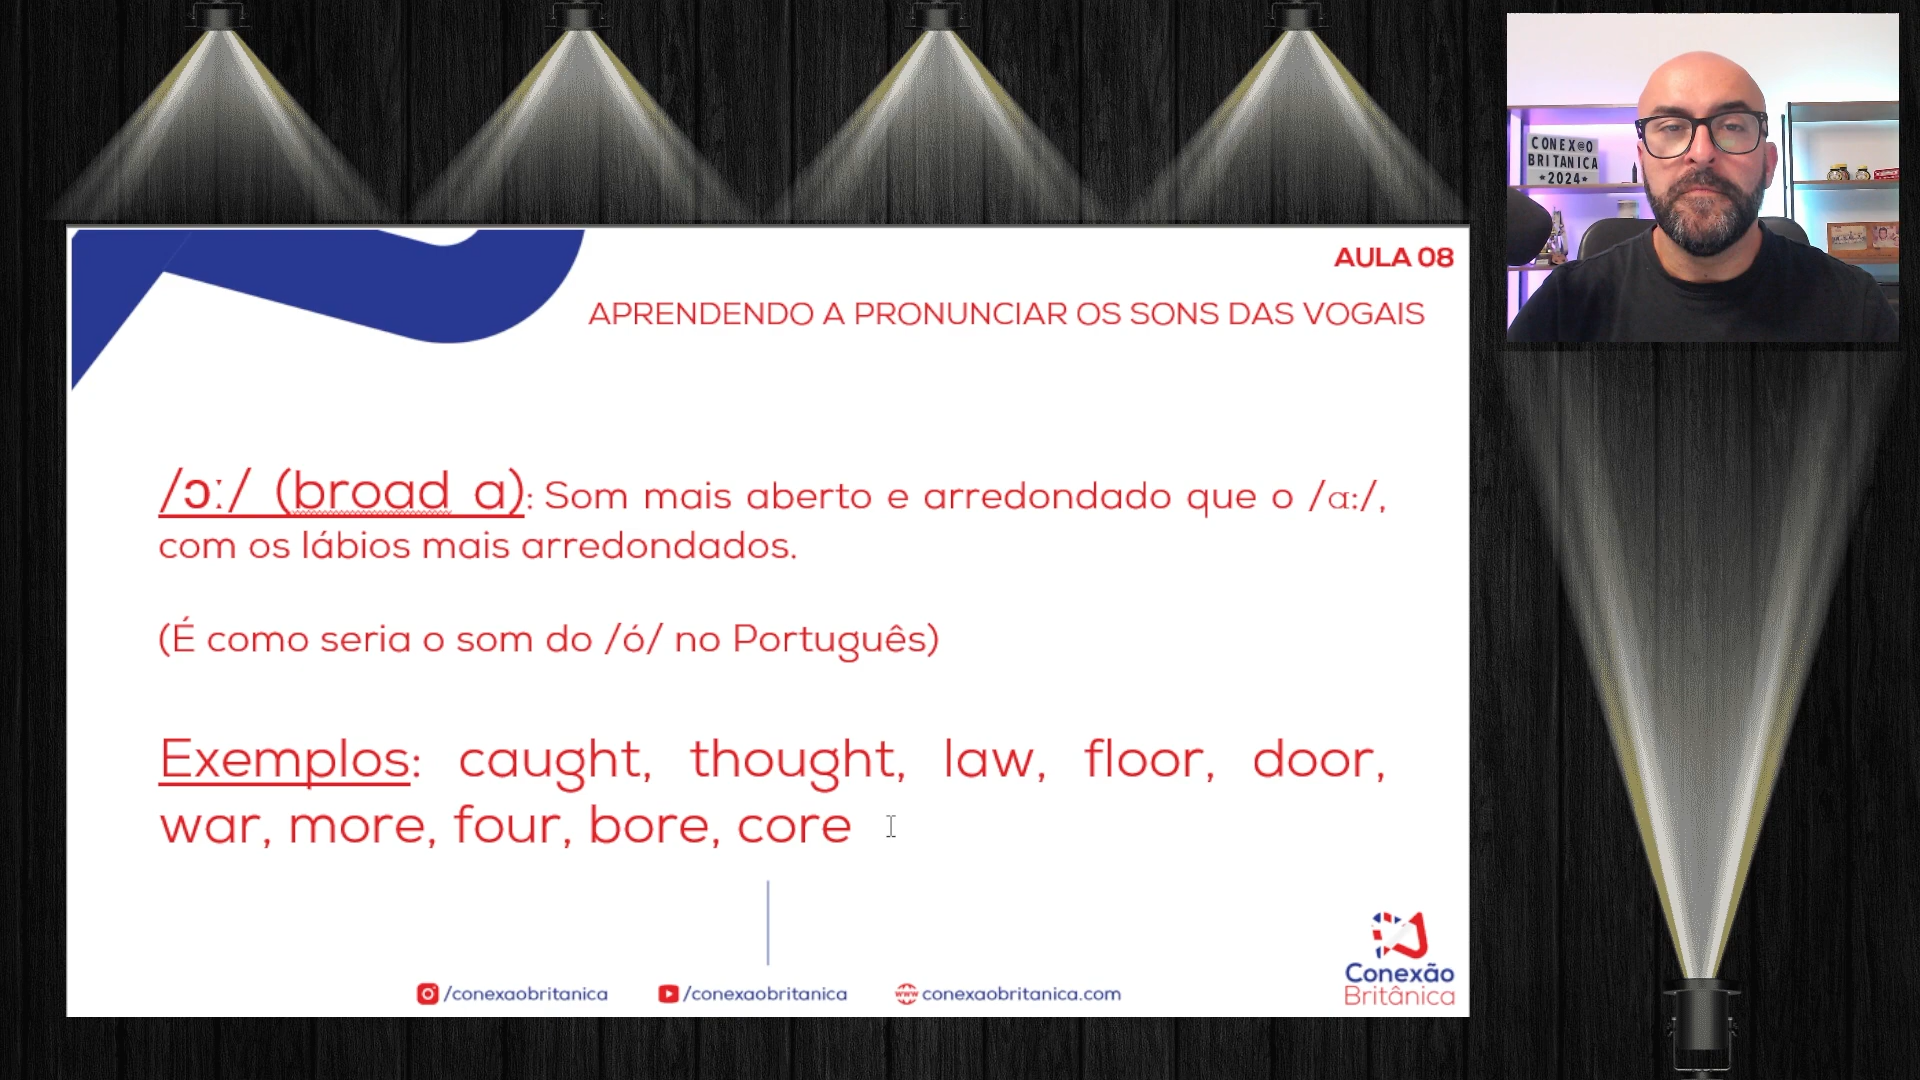 CONEX@O
BRITANICA
*2024*
AULA 08
APRENDENDO A PRONUNCIAR OS SONS DAS VOGAIS
/ɔː/ (broad a): Som mais aberto e arredondado que o /ɑ:/,
com os lábios mais arredondados.
(É como seria o som do /ó/ no Português)
Exemplos: caught, thought, law, floor, door,
war, more, four, bore, core
/conexaobritanica
/conexaobritanica
www conexaobritanica.com
Conexão
Britânica